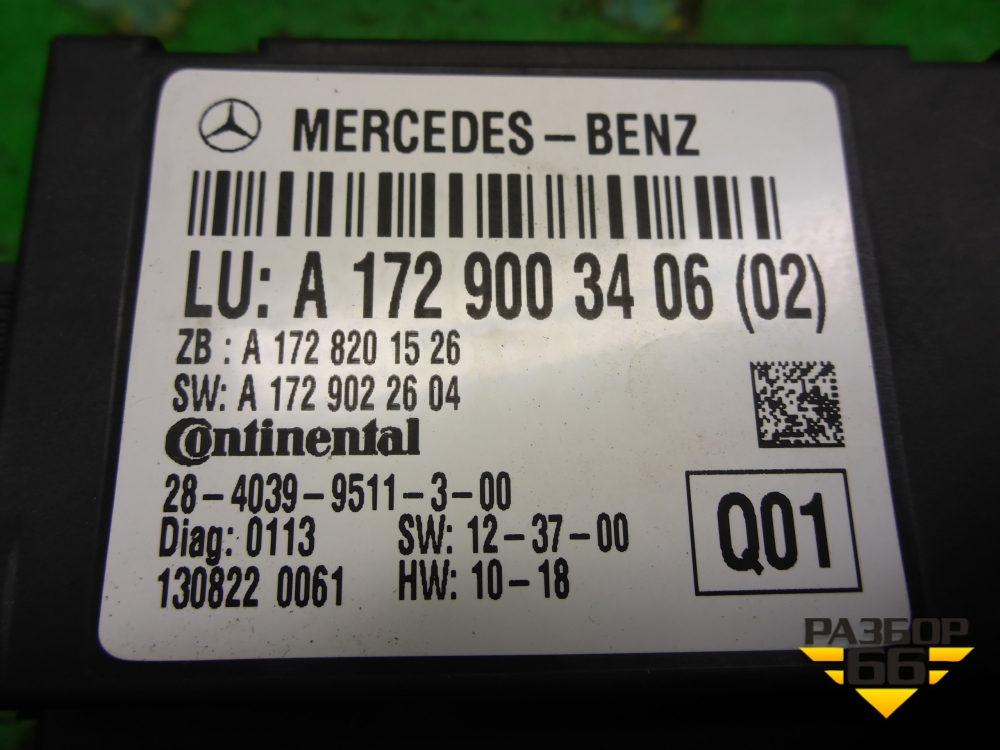 MERCEDES-BENZ
LU: A 172 900 34 06 (02)
ZB : A 172 820 15 26
SW: A 172 902 26 04
Continental
28-4039-9511-3-00
Diag: 0113 SW: 12-37-00
130822 0061 HW: 10-18
Q01
РАЗБОР
66